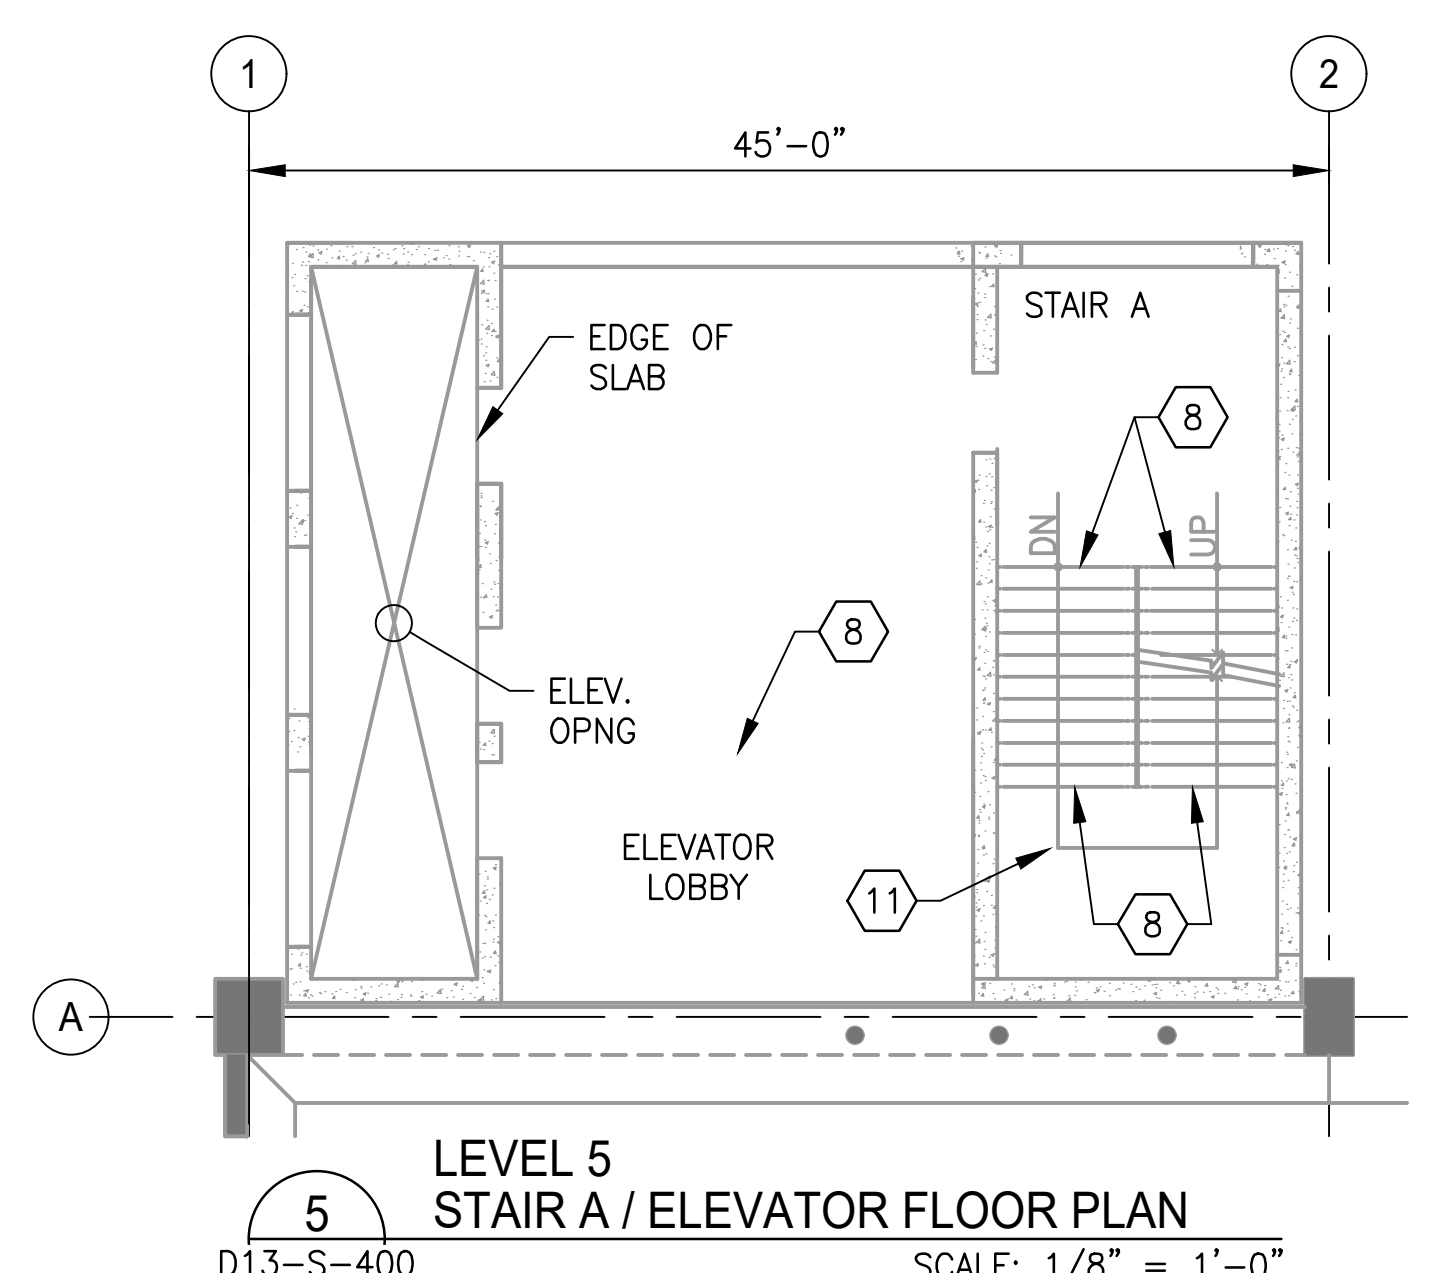 1
2
45'-0"
STAIR A
EDGE OF
SLAB
8
DN
UP
8
ELEV.
OPNG
ELEVATOR
LOBBY
11
8
A
LEVEL 5
5
STAIR A / ELEVATOR FLOOR PLAN
D13-S-400
SCALE: 1/8" = 1'-0"